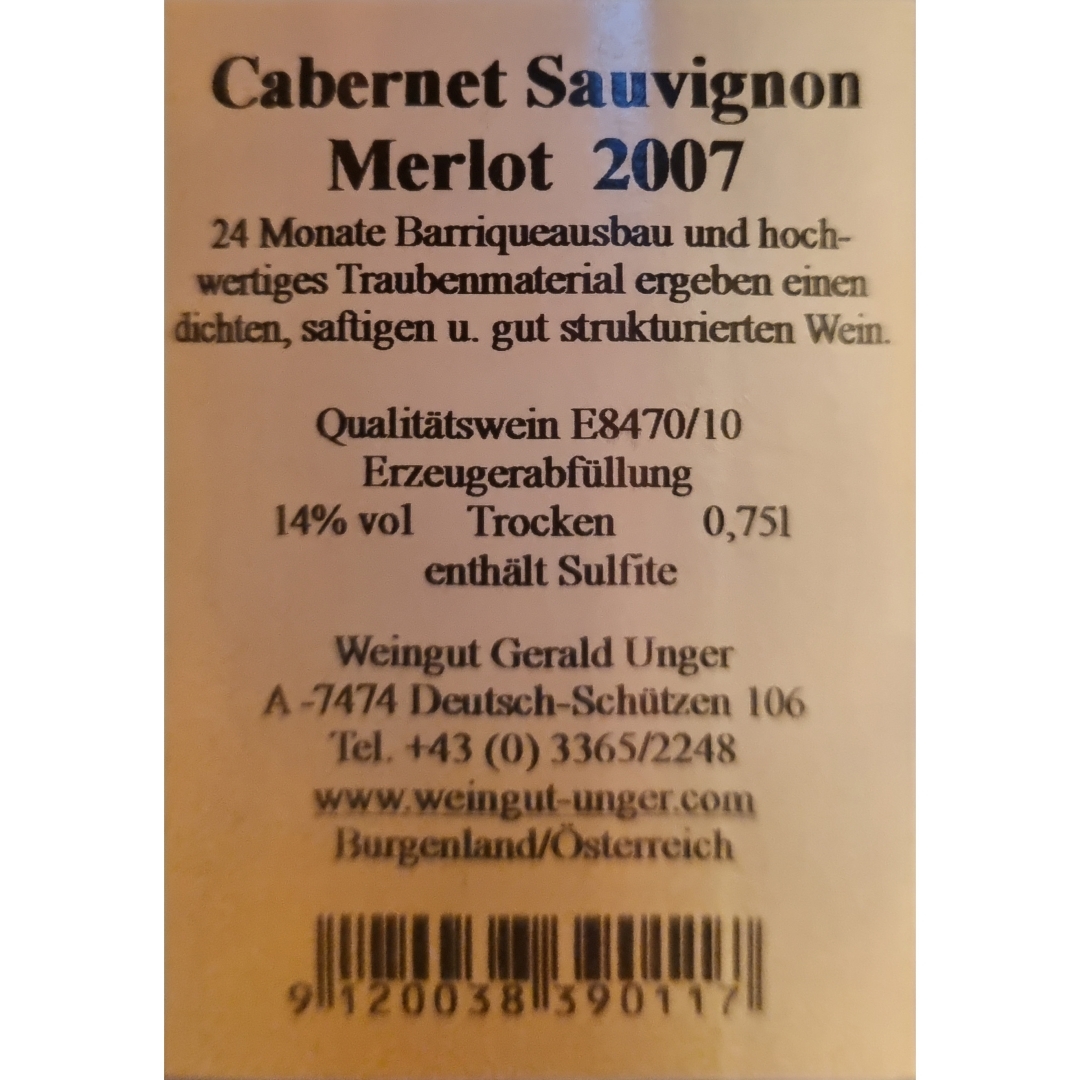 Cabernet Sauvignon
Merlot 2007
24 Monate Barriqueausbau und hoch-
wertiges Traubenmaterial ergeben einen
dichten, saftigen u. gut strukturierten Wein.
Qualitätswein E8470/10
Erzeugerabfüllung
14% vol Trocken 0,75l
enthält Sulfite
Weingut Gerald Unger
A -7474 Deutsch-Schützen 106
Tel. +43 (0) 3365/2248
www.weingut-unger.com
Burgenland/Österreich
9 120038 390117